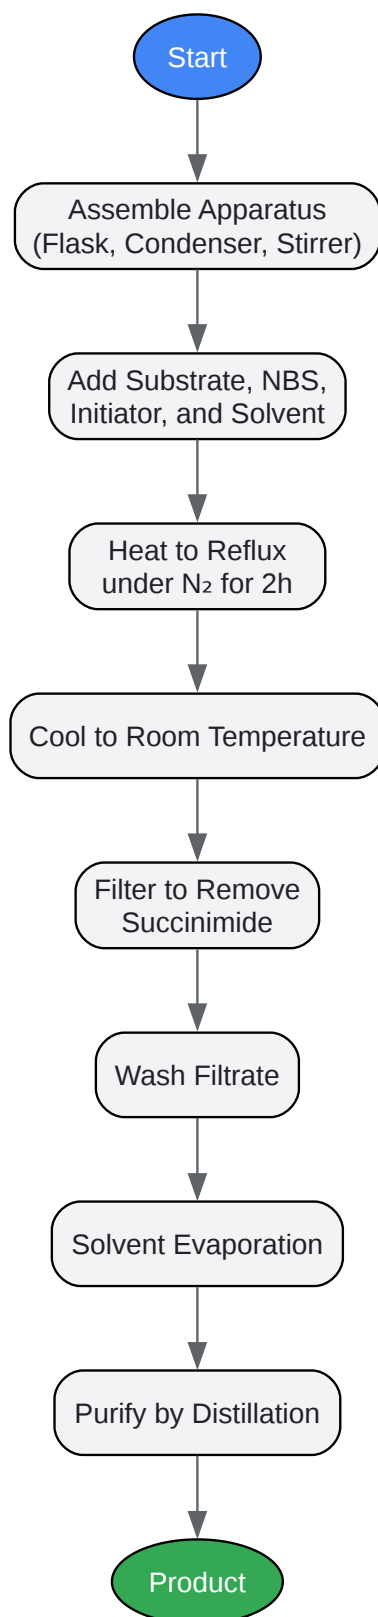 Start
Assemble Apparatus
(Flask, Condenser, Stirrer)
Add Substrate, NBS,
Initiator, and Solvent
Heat to Reflux
under N₂ for 2h
Cool to Room Temperature
Filter to Remove
Succinimide
Wash Filtrate
Solvent Evaporation
Purify by Distillation
Product